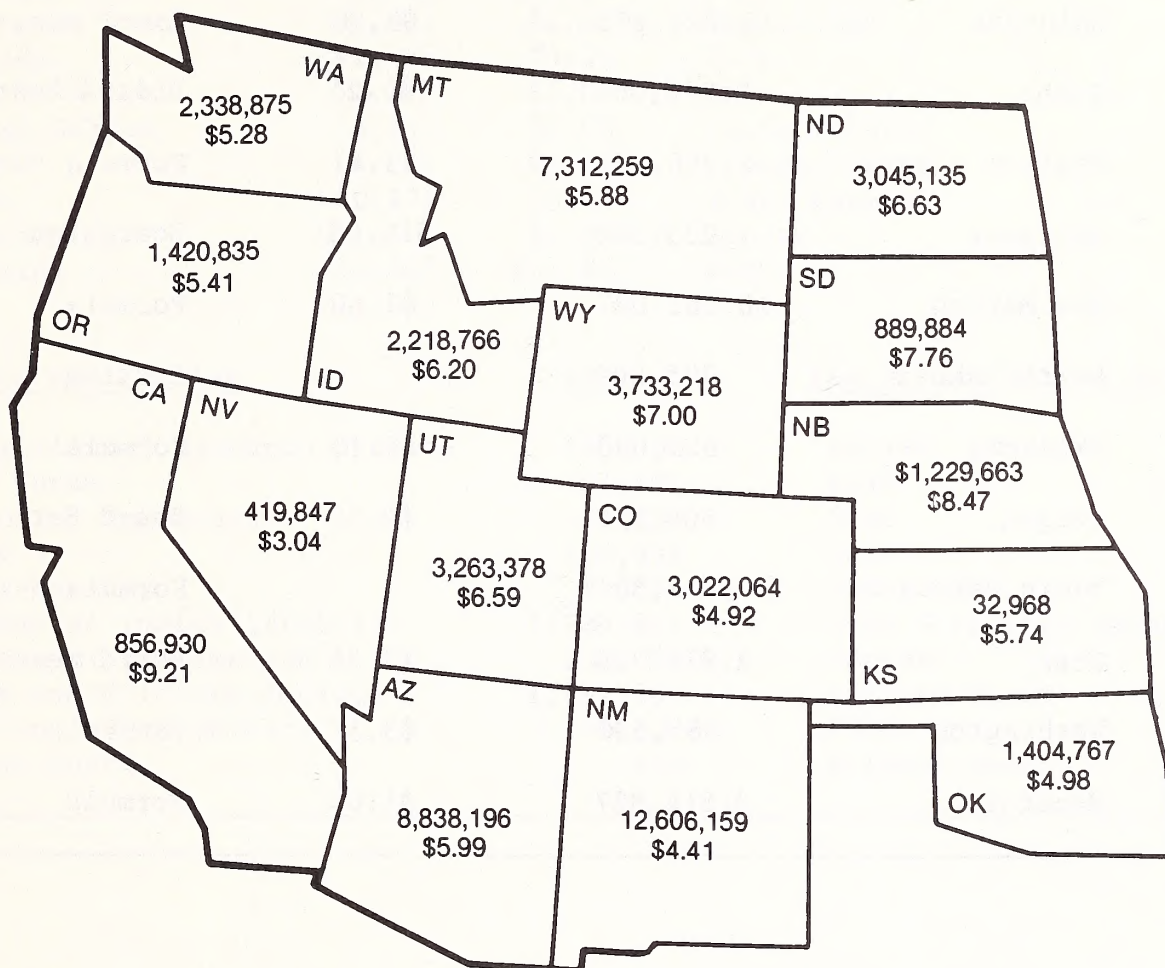 WA
2,338,875
$5.28
MT
7,312,259
$5.88
ND
3,045,135
$6.63
OR
1,420,835
$5.41
ID
2,218,766
$6.20
WY
3,733,218
$7.00
SD
889,884
$7.76
NB
$1,229,663
$8.47
CA
856,930
$9.21
NV
419,847
$3.04
UT
3,263,378
$6.59
CO
3,022,064
$4.92
KS
32,968
$5.74
AZ
8,838,196
$5.99
NM
12,606,159
$4.41
OK
1,404,767
$4.98